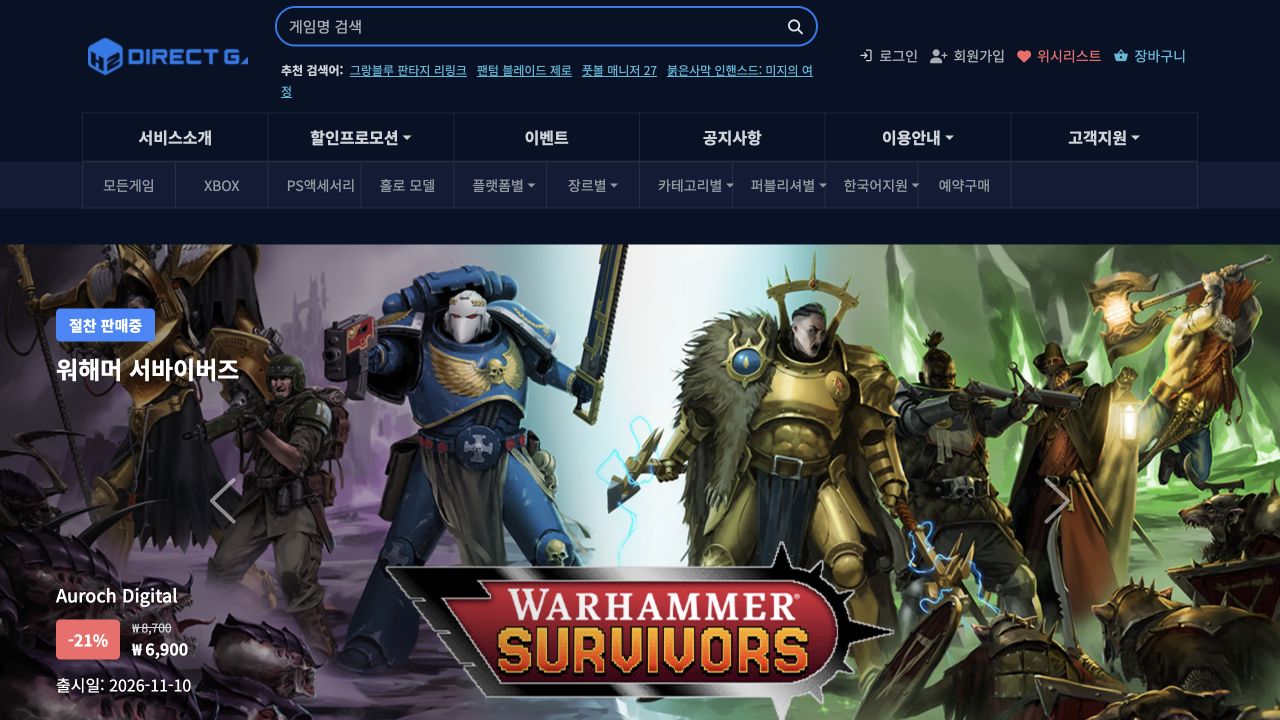 게임명 검색
H2 DIRECT G
추천 검색어: 그랑블루 판타지 리링크 팬텀 블레이드 제로 풋볼 매니저 27 붉은사막 인핸스드: 미지의 여
정
로그인 회원가입 위시리스트 장바구니
서비스소개 할인프로모션 이벤트 공지사항 이용안내 고객지원
모든게임 XBOX PS액세서리 홀로 모델 플랫폼별 장르별 카테고리별 퍼블리셔별 한국어지원 예약구매
절찬 판매중
워해머 서바이버즈
Auroch Digital
-21%
₩ 8,700
₩ 6,900
출시일: 2026-11-10
WARHAMMER®
SURVIVORS